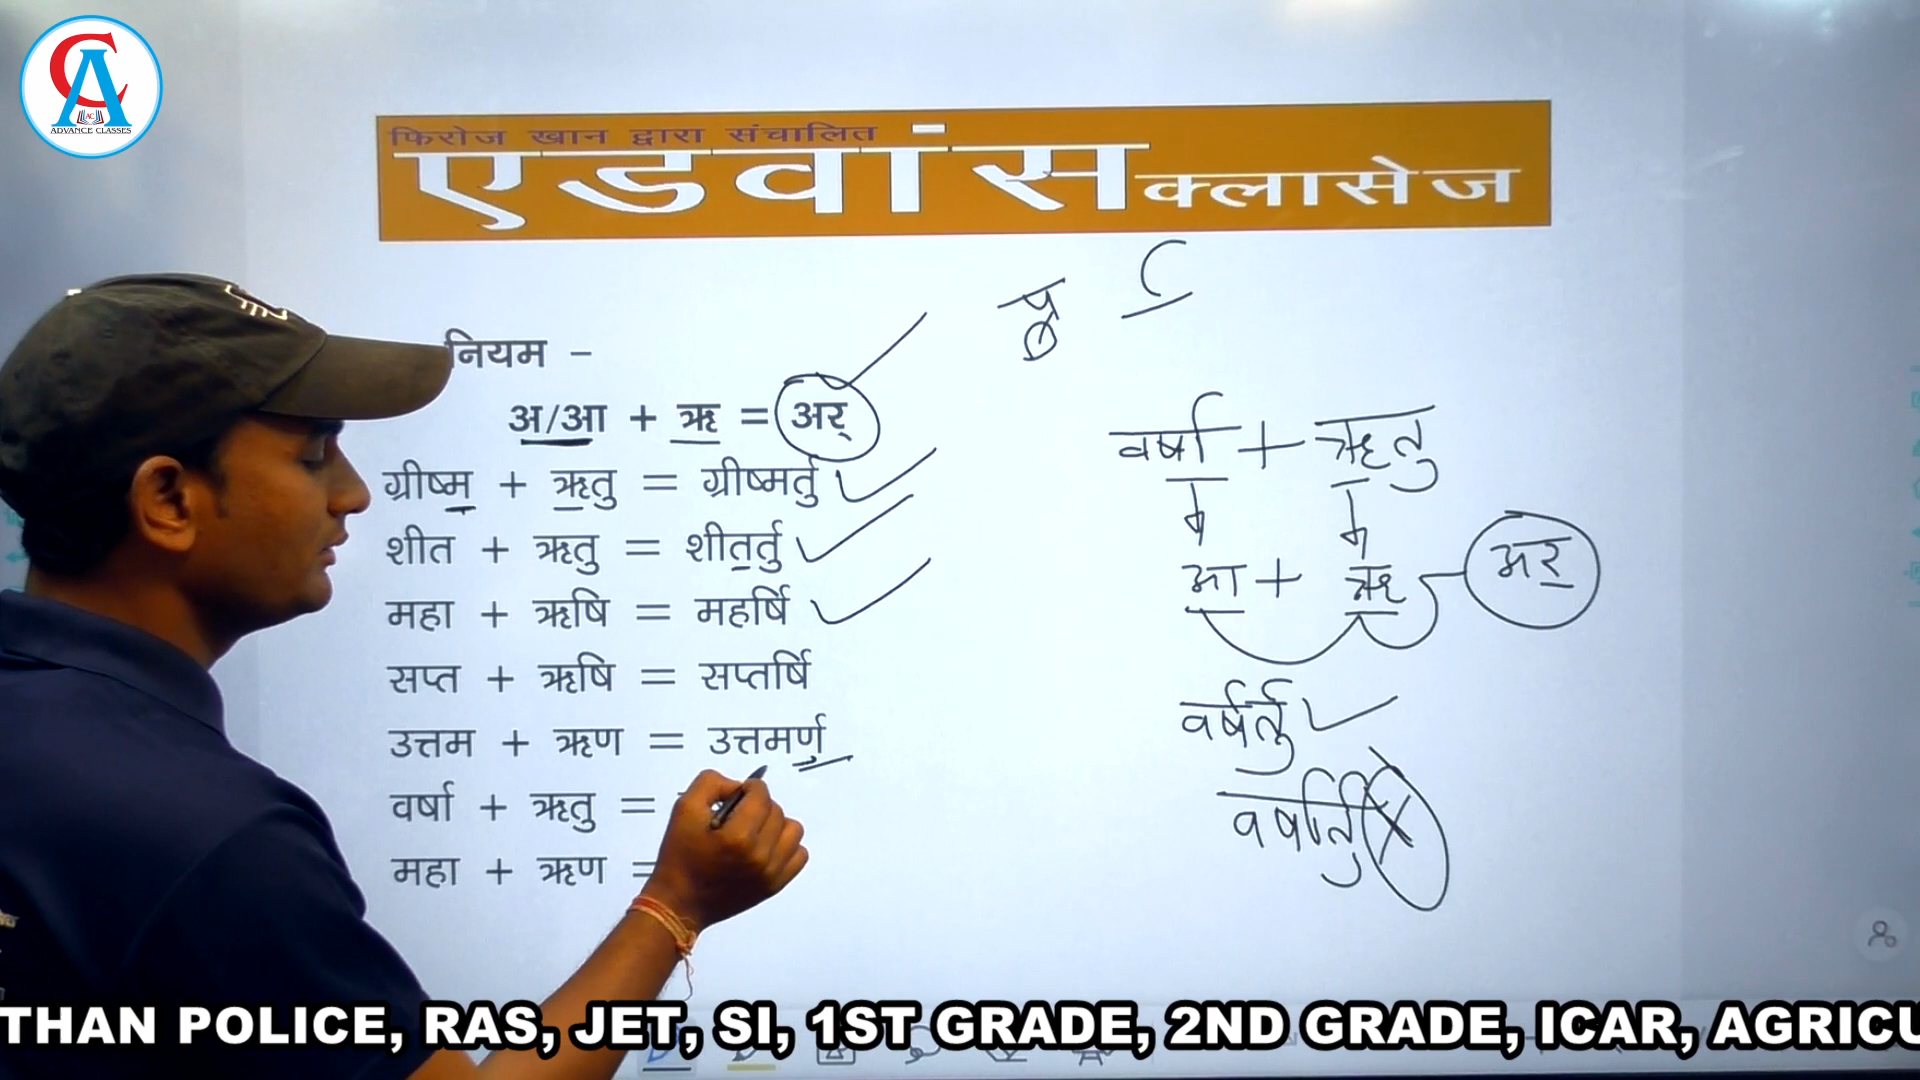 CA
AC
ADVANCE CLASSES
फिरोज खान द्वारा संचालित
एडवांस क्लासेज
नियम -
अ/आ + ऋ = अर्
ग्रीष्म + ऋतु = ग्रीष्मर्तु
शीत + ऋतु = शीतर्तु
महा + ऋषि = महर्षि
सप्त + ऋषि = सप्तर्षि
उत्तम + ऋण = उत्तमर्ण
वर्षा + ऋतु =
महा + ऋण =
वर्षा + ऋतु
आ + ऋ
अर्
वर्षर्तु
THAN POLICE, RAS, JET, SI, 1ST GRADE, 2ND GRADE, ICAR, AGRICU